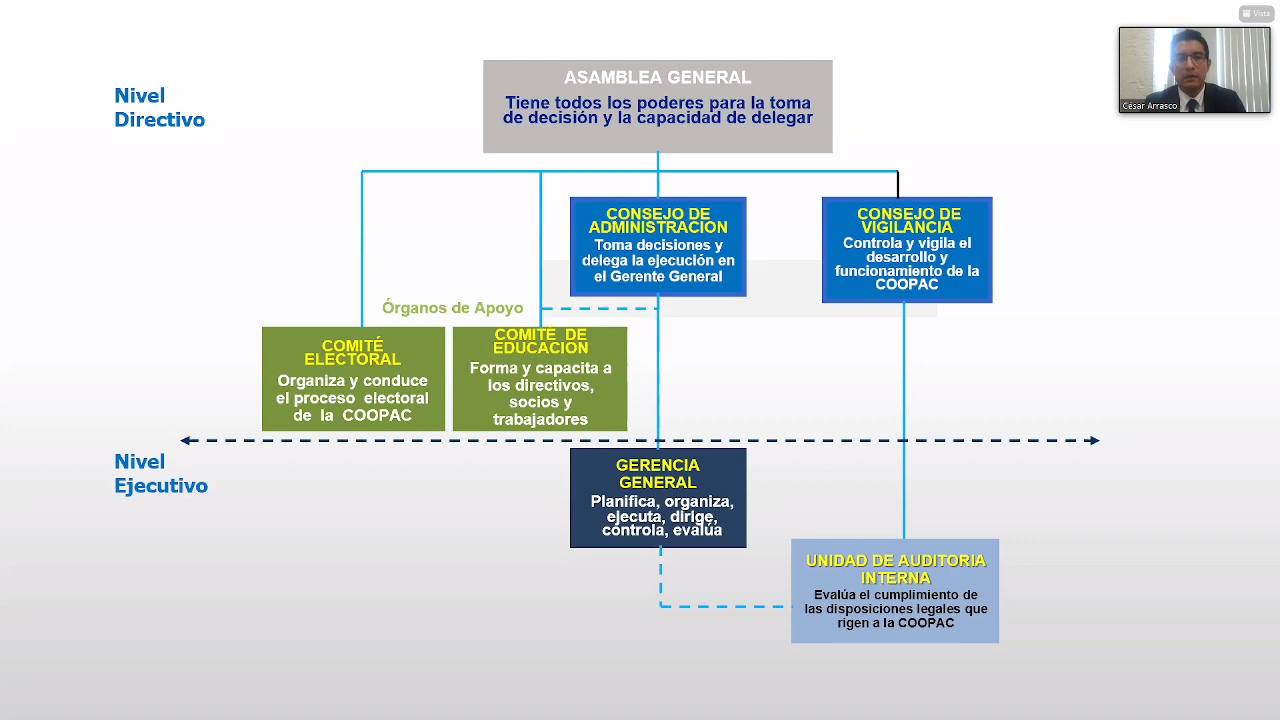 Vista
César Arrasco
Nivel
Directivo
ASAMBLEA GENERAL
Tiene todos los poderes para la toma
de decisión y la capacidad de delegar
CONSEJO DE
ADMINISTRACION
Toma decisiones y
delega la ejecución en
el Gerente General
CONSEJO DE
VIGILANCIA
Controla y vigila el
desarrollo y
funcionamiento de la
COOPAC
Órganos de Apoyo
COMITÉ
ELECTORAL
Organiza y conduce
el proceso electoral
de la COOPAC
COMITÉ DE
EDUCACIÓN
Forma y capacita a
los directivos,
socios y
trabajadores
Nivel
Ejecutivo
GERENCIA
GENERAL
Planifica, organiza,
ejecuta, dirige,
controla, evalúa
UNIDAD DE AUDITORIA
INTERNA
Evalúa el cumplimiento de
las disposiciones legales que
rigen a la COOPAC